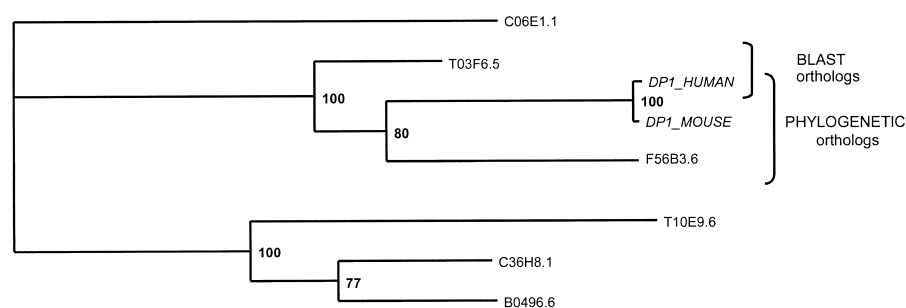 C06E1.1
T03F6.5
BLAST
orthologs
DP1_HUMAN
100
100
DP1_MOUSE
PHYLOGENETIC
orthologs
80
F56B3.6
T10E9.6
100
C36H8.1
77
B0496.6